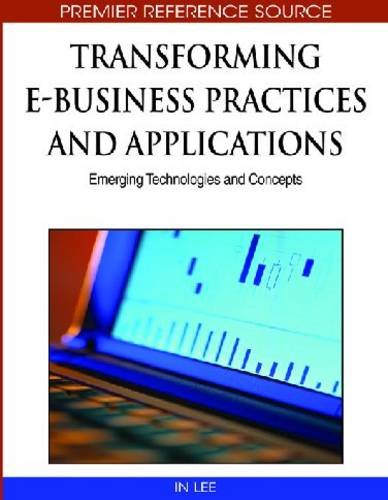 PREMIER REFERENCE SOURCE
TRANSFORMING
E-BUSINESS PRACTICES
AND APPLICATIONS
Emerging Technologies and Concepts
IN LEE